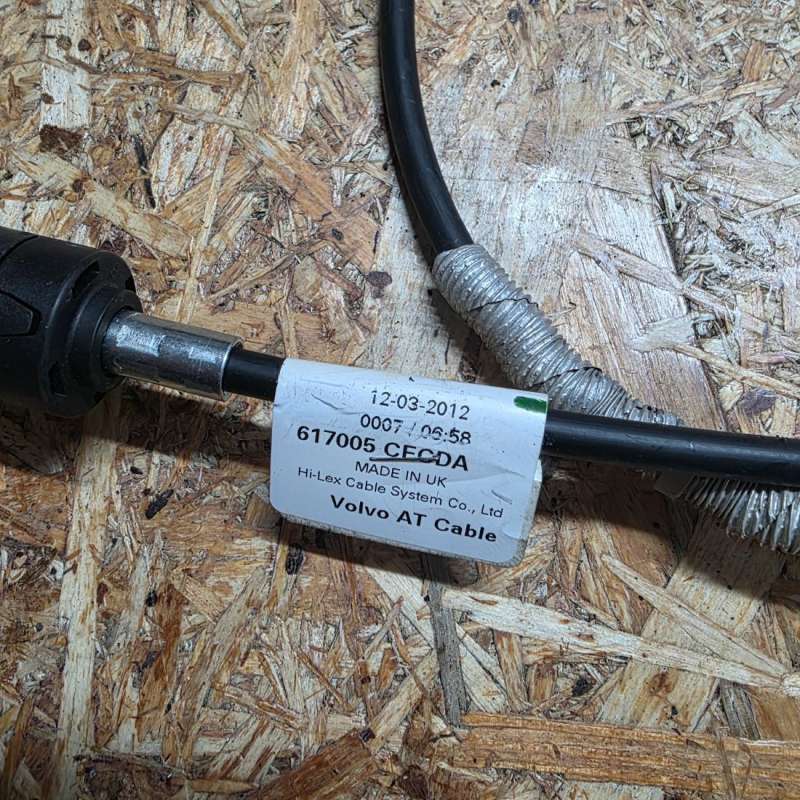 12-03-2012
0007 / 06:58
617005 CECDA
MADE IN UK
Hi-Lex Cable System Co., Ltd
Volvo AT Cable